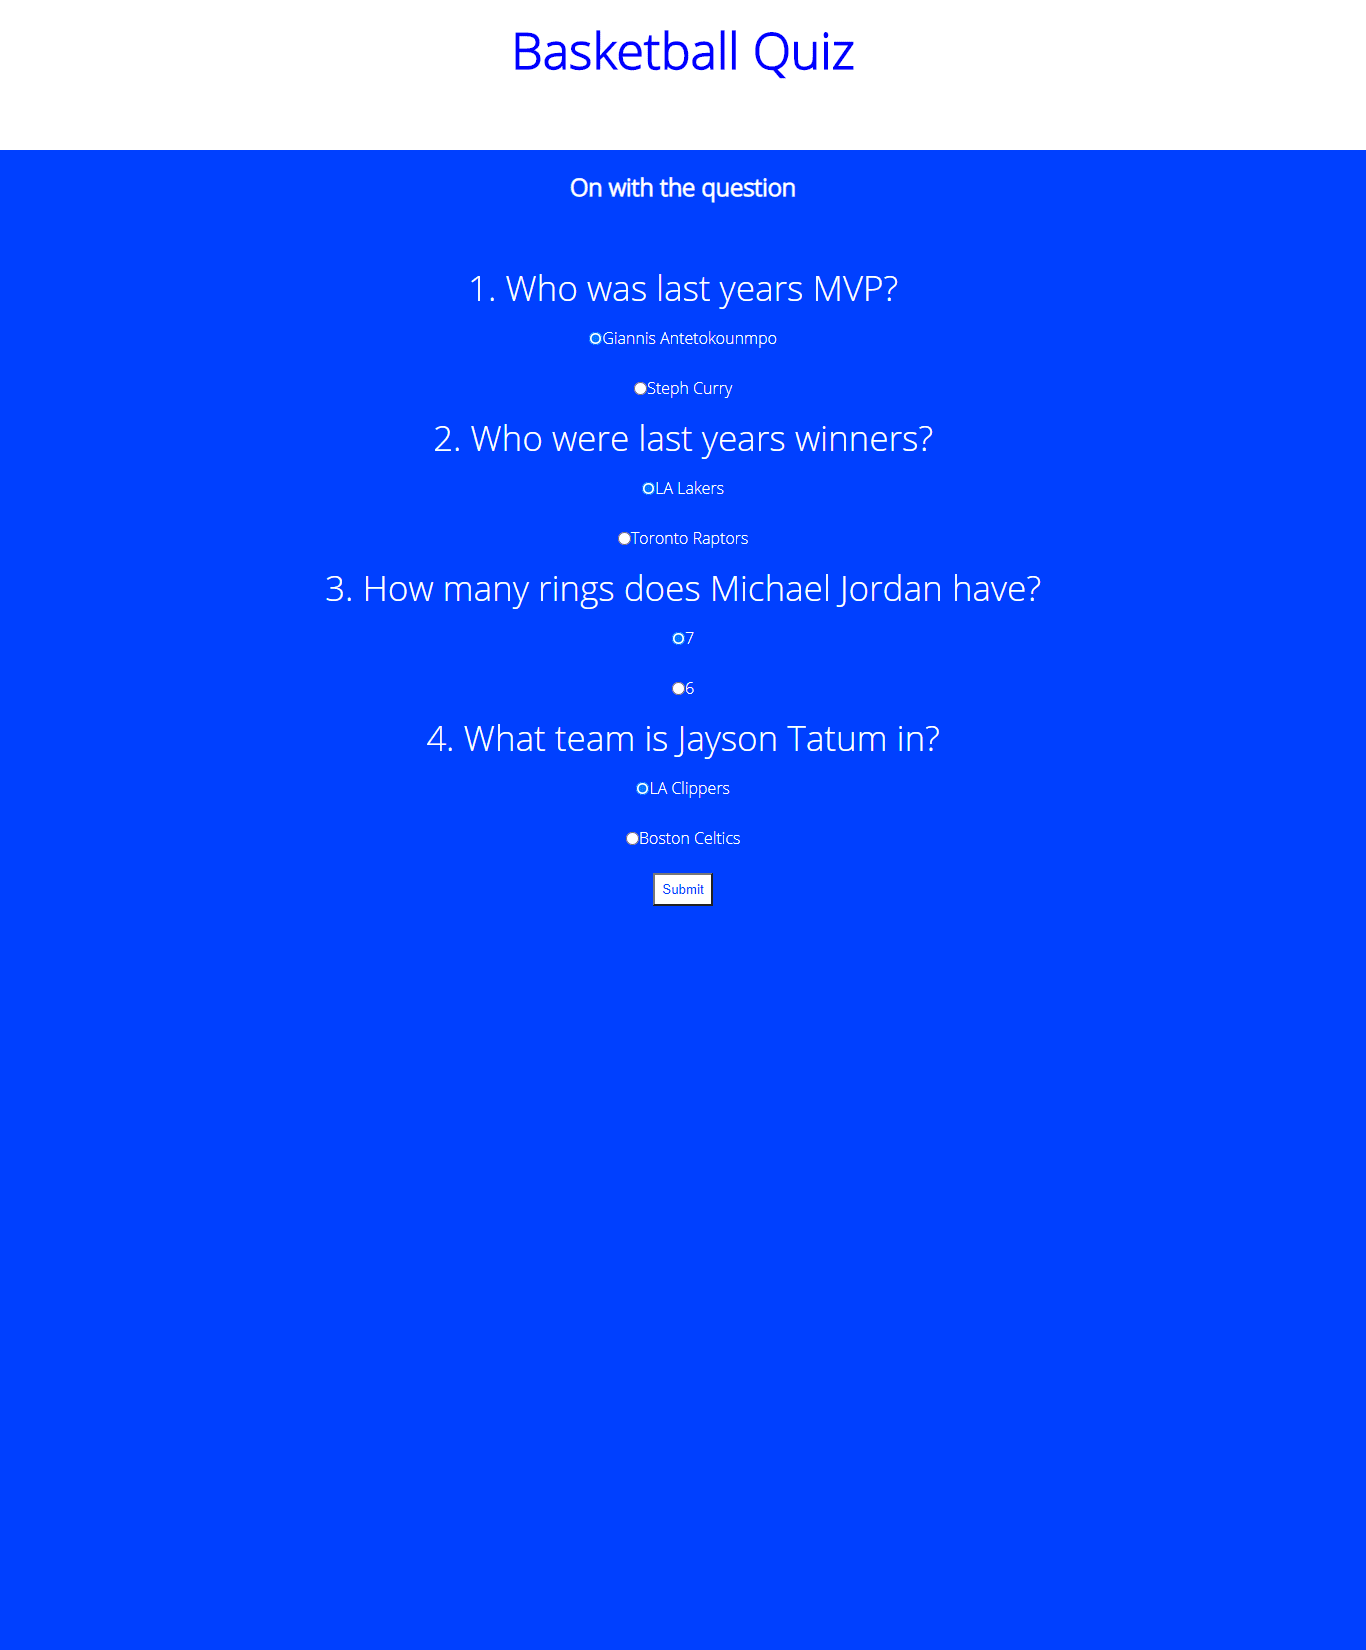 Basketball Quiz
On with the question
1. Who was last years MVP?
Giannis Antetokounmpo
Steph Curry
2. Who were last years winners?
LA Lakers
Toronto Raptors
3. How many rings does Michael Jordan have?
7
6
4. What team is Jayson Tatum in?
LA Clippers
Boston Celtics
Submit